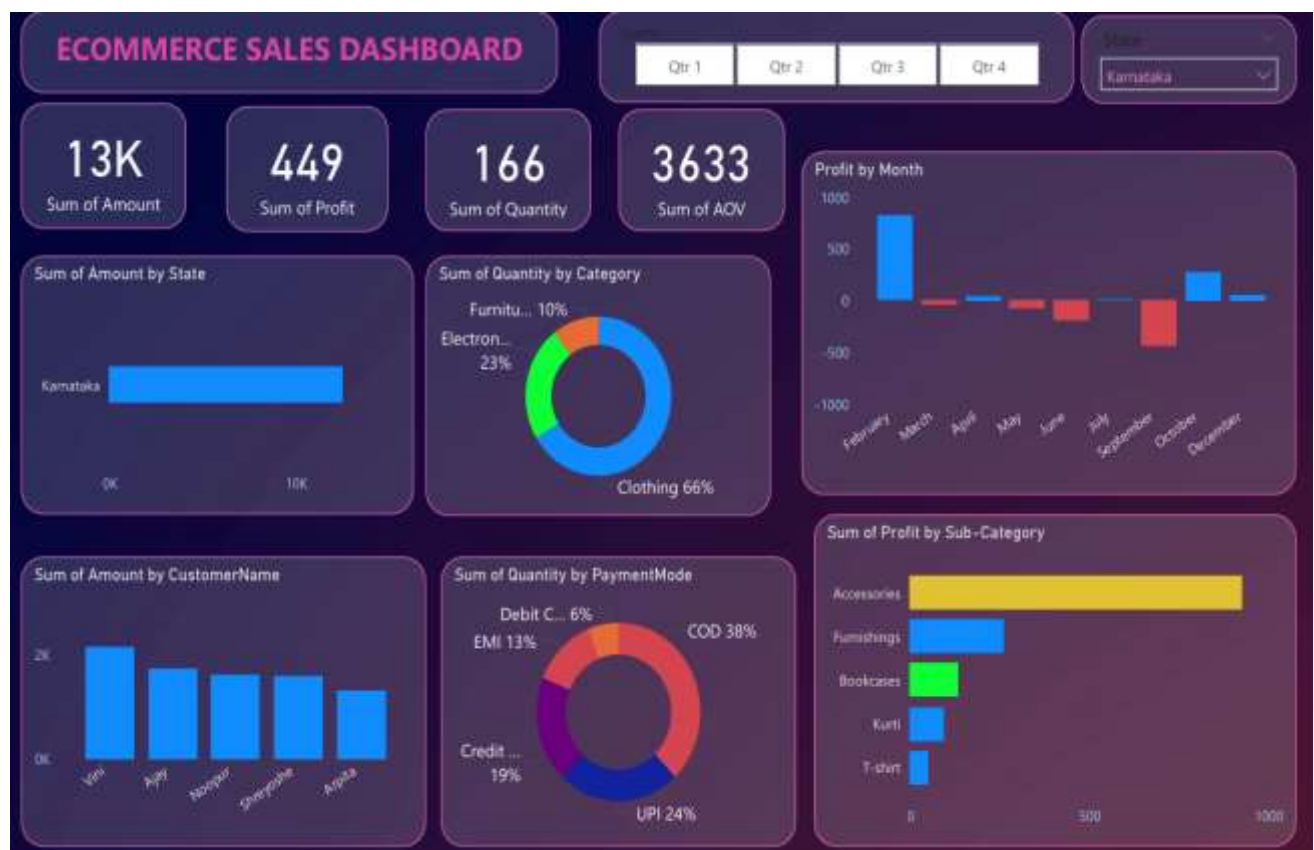 ECOMMERCE SALES DASHBOARD
Qtr 1
Qtr 2
Qtr 3
Qtr 4
State
Karnataka
13K
Sum of Amount
449
Sum of Profit
166
Sum of Quantity
3633
Sum of AOV
Profit by Month
1000
500
0
-500
-1000
February
March
April
May
June
July
September
October
December
Sum of Amount by State
Karnataka
0K
10K
Sum of Quantity by Category
Furnitu... 10%
Electron...
23%
Clothing 66%
Sum of Amount by CustomerName
2K
0K
Vini
Ajay
Noopur
Shreyoshe
Arpita
Sum of Quantity by PaymentMode
Debit C... 6%
EMI 13%
COD 38%
Credit ...
19%
UPI 24%
Sum of Profit by Sub-Category
Accessories
Furnishings
Bookcases
Kurti
T-shirt
0
500
1000